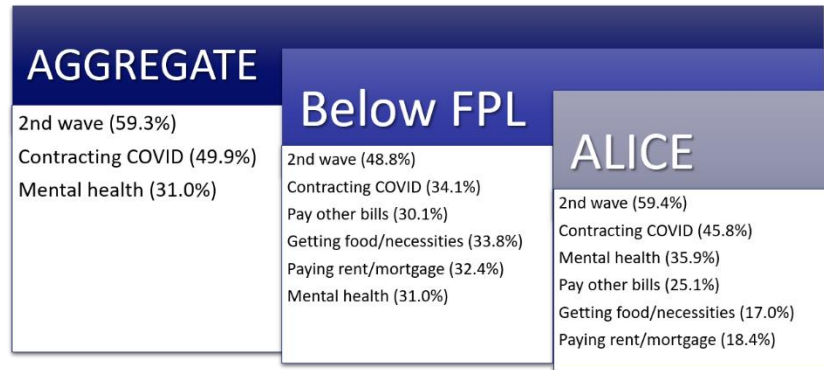 AGGREGATE
2nd wave (59.3%)
Contracting COVID (49.9%)
Mental health (31.0%)
Below FPL
2nd wave (48.8%)
Contracting COVID (34.1%)
Pay other bills (30.1%)
Getting food/necessities (33.8%)
Paying rent/mortgage (32.4%)
Mental health (31.0%)
ALICE
2nd wave (59.4%)
Contracting COVID (45.8%)
Mental health (35.9%)
Pay other bills (25.1%)
Getting food/necessities (17.0%)
Paying rent/mortgage (18.4%)